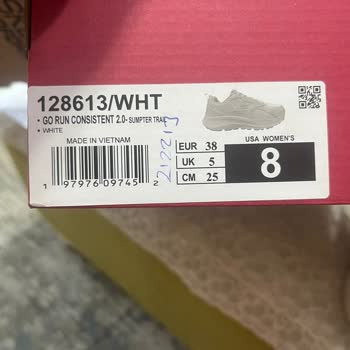 128613/WHT
• GO RUN CONSISTENT 2.0- SUMPTER TRAIL
• WHITE
MADE IN VIETNAM
1 97976 09745 2
212213
EUR 38
UK 5
CM 25
USA WOMEN'S
8